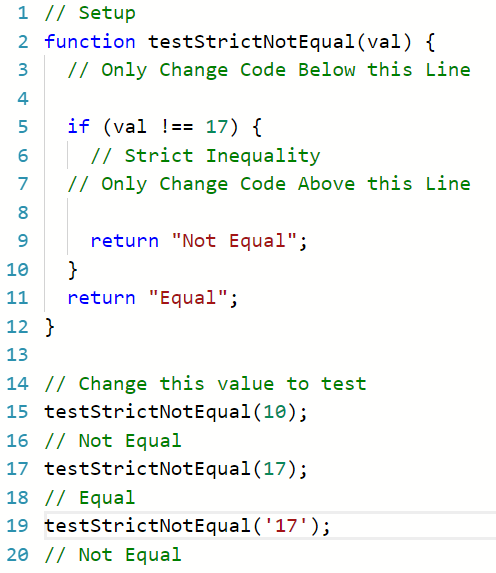 1 // Setup
2 function testStrictNotEqual(val) {
3   // Only Change Code Below this Line
4
5   if (val !== 17) {
6     // Strict Inequality
7   // Only Change Code Above this Line
8
9     return "Not Equal";
10   }
11   return "Equal";
12 }
13
14 // Change this value to test
15 testStrictNotEqual(10);
16 // Not Equal
17 testStrictNotEqual(17);
18 // Equal
19 testStrictNotEqual('17');
20 // Not Equal